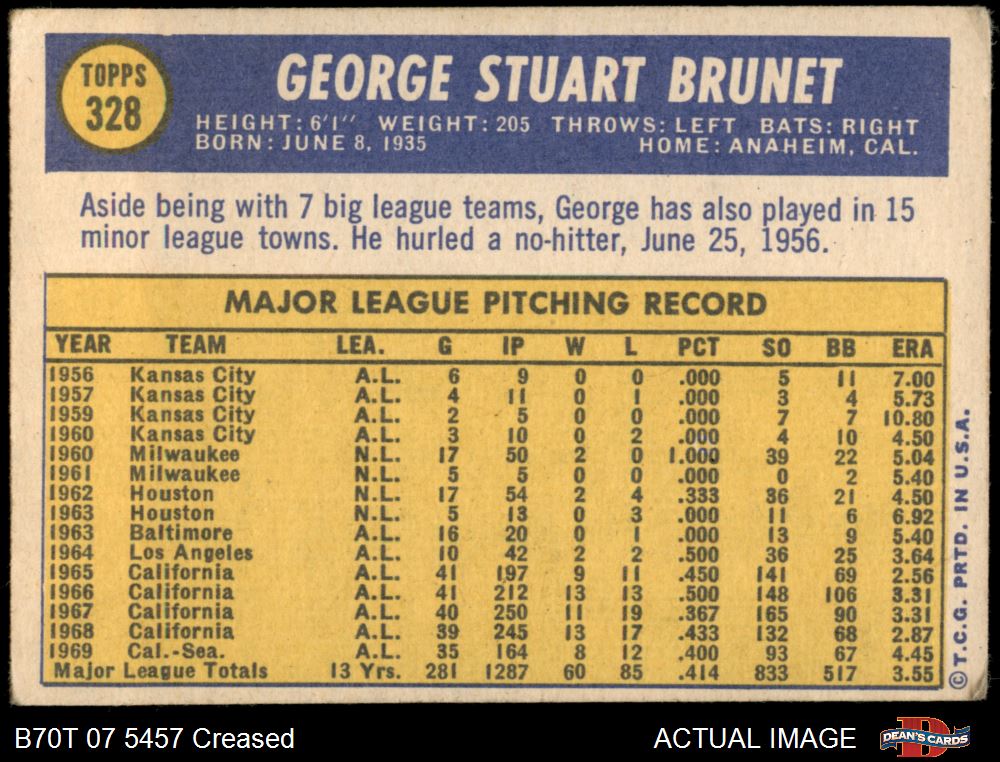 TOPPS
328
GEORGE STUART BRUNET
HEIGHT: 6'1" WEIGHT: 205 THROWS: LEFT BATS: RIGHT
BORN: JUNE 8, 1935 HOME: ANAHEIM, CAL.
Aside being with 7 big league teams, George has also played in 15
minor league towns. He hurled a no-hitter, June 25, 1956.
MAJOR LEAGUE PITCHING RECORD
YEAR TEAM LEA. G IP W L PCT SO BB ERA
1956 Kansas City A.L. 6 9 0 0 .000 5 11 7.00
1957 Kansas City A.L. 4 11 0 1 .000 3 4 5.73
1959 Kansas City A.L. 2 5 0 0 .000 7 7 10.80
1960 Kansas City A.L. 3 10 0 2 .000 4 10 4.50
1960 Milwaukee N.L. 17 50 2 0 1.000 39 22 5.04
1961 Milwaukee N.L. 5 5 0 0 .000 0 2 5.40
1962 Houston N.L. 17 54 2 4 .333 36 21 4.50
1963 Houston N.L. 5 13 0 3 .000 11 6 6.92
1963 Baltimore A.L. 16 20 0 1 .000 13 9 5.40
1964 Los Angeles A.L. 10 42 2 2 .500 36 25 3.64
1965 California A.L. 41 197 9 11 .450 141 69 2.56
1966 California A.L. 41 212 13 13 .500 148 106 3.31
1967 California A.L. 40 250 11 19 .367 165 90 3.31
1968 California A.L. 39 245 13 17 .433 132 68 2.87
1969 Cal.-Sea. A.L. 35 164 8 12 .400 93 67 4.45
Major League Totals 13 Yrs. 281 1287 60 85 .414 833 517 3.55
©T.C.G. PRTD. IN U.S.A.
B70T 07 5457 Creased ACTUAL IMAGE
DEAN'S CARDS